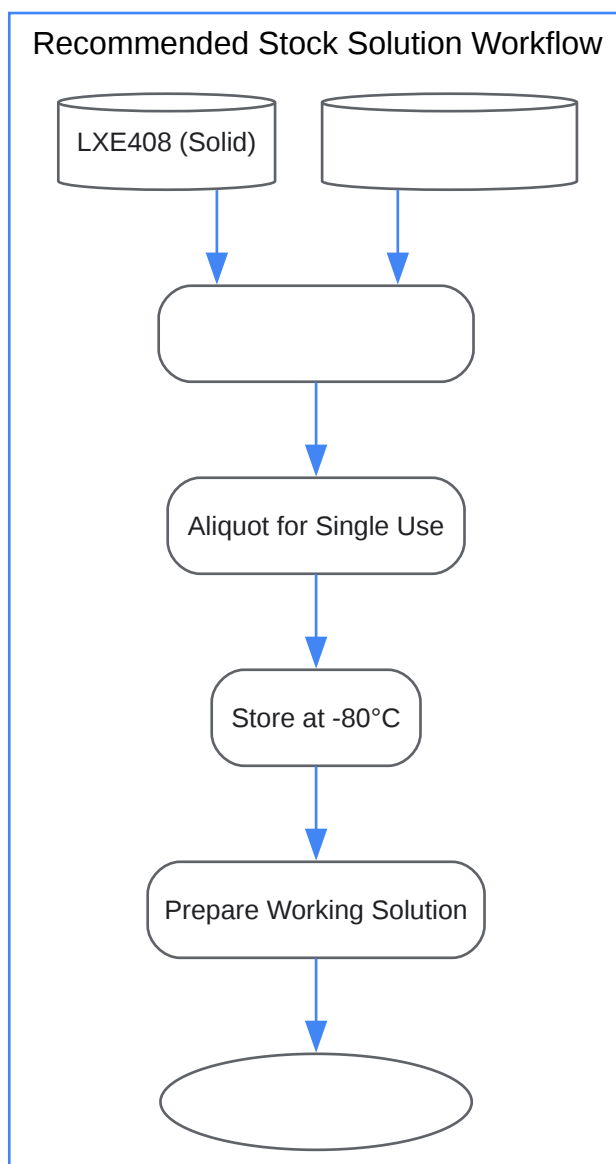 Recommended Stock Solution Workflow
LXE408 (Solid)
Aliquot for Single Use
Store at -80°C
Prepare Working Solution